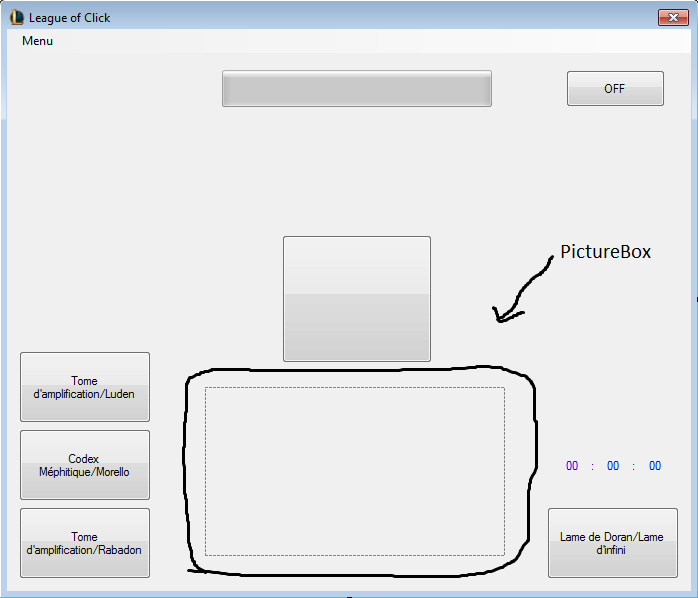 League of Click
Menu
OFF
PictureBox
Tome
d'amplification/Luden
Codex
Méphitique/Morello
00 : 00 : 00
Tome
d'amplification/Rabadon
Lame de Doran/Lame
d'infini